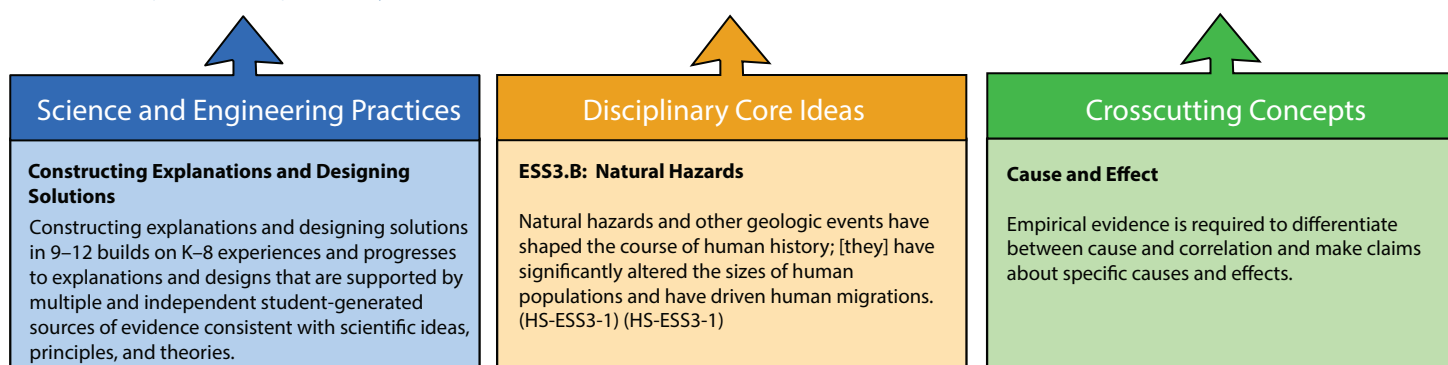 Science and Engineering Practices
Constructing Explanations and Designing
Solutions
Constructing explanations and designing solutions
in 9–12 builds on K–8 experiences and progresses
to explanations and designs that are supported by
multiple and independent student-generated
sources of evidence consistent with scientific ideas,
principles, and theories.
Disciplinary Core Ideas
ESS3.B: Natural Hazards
Natural hazards and other geologic events have
shaped the course of human history; [they] have
significantly altered the sizes of human
populations and have driven human migrations.
(HS-ESS3-1) (HS-ESS3-1)
Crosscutting Concepts
Cause and Effect
Empirical evidence is required to differentiate
between cause and correlation and make claims
about specific causes and effects.